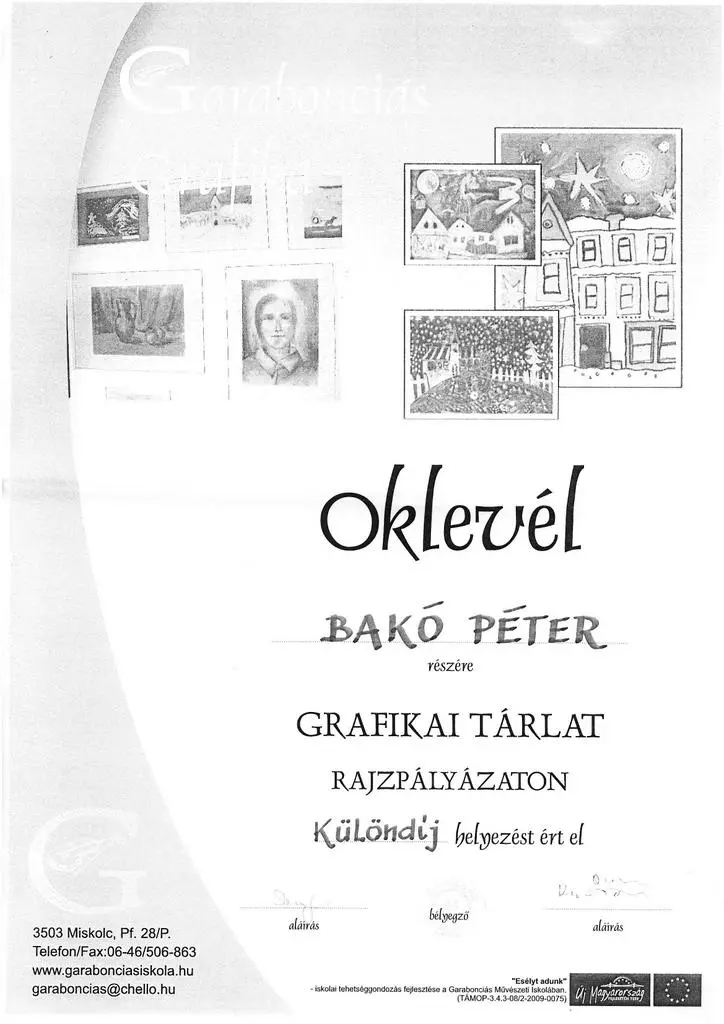 Garabonciás
Oklevél
BAKÓ PÉTER
részére
GRAFIKAI TÁRLAT
RAJZPÁLYÁZATON
Különdíj helyezést ért el
aláírás
bélyegző
aláírás
3503 Miskolc, Pf. 28/P.
Telefon/Fax:06-46/506-863
www.garabonciasiskola.hu
garaboncias@chello.hu
"Esélyt adunk"
- iskolai tehetséggondozás fejlesztése a Garabonciás Művészeti Iskolában.
(TÁMOP-3.4.3-08/2-2009-0075)
Új Magyarország